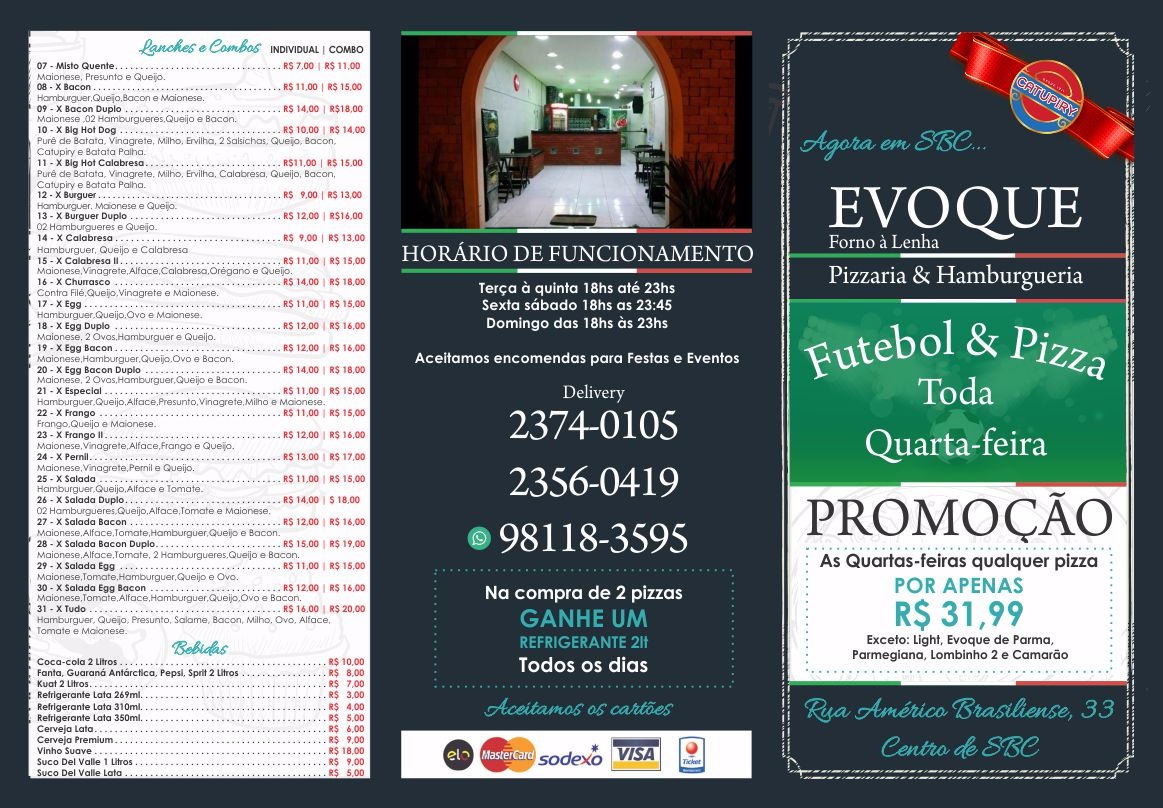 Lanches e Combos INDIVIDUAL | COMBO
07 - Misto Quente R$ 7,00 | R$ 11,00
Maionese, Presunto e Queijo.
08 - X Bacon R$ 11,00 | R$ 15,00
Hamburguer,Queijo,Bacon e Maionese.
09 - X Bacon Duplo R$ 14,00 | R$18,00
Maionese ,02 Hamburgueres,Queijo e Bacon.
10 - X Big Hot Dog R$ 10,00 | R$ 14,00
Purê de Batata, Vinagrete, Milho, Ervilha, 2 Salsichas, Queijo, Bacon,
Catupiry e Batata Palha.
11 - X Big Hot Calabresa R$11,00 | R$ 15,00
Purê de Batata, Vinagrete, Milho, Ervilha, Calabresa, Queijo, Bacon,
Catupiry e Batata Palha.
12 - X Burguer R$ 9,00 | R$ 13,00
Hamburguer, Maionese e Queijo.
13 - X Burguer Duplo R$ 12,00 | R$16,00
02 Hamburgueres e Queijo.
14 - X Calabresa R$ 9,00 | R$ 13,00
Hamburguer, Queijo e Calabresa
15 - X Calabresa II R$ 11,00 | R$ 15,00
Maionese,Vinagrete,Alface,Calabresa,Orégano e Queijo.
16 - X Churrasco R$ 14,00 | R$ 18,00
Contra Filé,Queijo,Vinagrete e Maionese.
17 - X Egg R$ 11,00 | R$ 15,00
Hamburguer,Queijo,Ovo e Maionese.
18 - X Egg Duplo R$ 12,00 | R$ 16,00
Maionese, 2 Ovos,Hamburguer e Queijo.
19 - X Egg Bacon R$ 12,00 | R$ 16,00
Maionese,Hamburguer,Queijo,Ovo e Bacon.
20 - X Egg Bacon Duplo R$ 14,00 | R$ 18,00
Maionese, 2 Ovos,Hamburguer,Queijo e Bacon.
21 - X Especial R$ 11,00 | R$ 15,00
Hamburguer,Queijo,Alface,Presunto,Vinagrete,Milho e Maionese.
22 - X Frango R$ 11,00 | R$ 15,00
Frango,Queijo e Maionese.
23 - X Frango II R$ 12,00 | R$ 16,00
Maionese,Vinagrete,Alface,Frango e Queijo.
24 - X Pernil R$ 13,00 | R$ 17,00
Maionese,Vinagrete,Pernil e Queijo.
25 - X Salada R$ 11,00 | R$ 15,00
Hamburguer,Queijo,Alface e Tomate.
26 - X Salada Duplo R$ 14,00 | $ 18,00
02 Hamburgueres,Queijo,Alface,Tomate e Maionese.
27 - X Salada Bacon R$ 12,00 | R$ 16,00
Maionese,Alface,Tomate,Hamburguer,Queijo e Bacon.
28 - X Salada Bacon Duplo R$ 15,00 | R$ 19,00
Maionese,Alface,Tomate, 2 Hamburgueres,Queijo e Bacon.
29 - X Salada Egg R$ 11,00 | R$ 15,00
Maionese,Tomate,Hamburguer,Queijo e Ovo.
30 - X Salada Egg Bacon R$ 12,00 | R$ 16,00
Maionese,Tomate,Alface,Hamburguer,Queijo,Ovo e Bacon.
31 - X Tudo R$ 16,00 | R$ 20,00
Hamburguer, Queijo, Presunto, Salame, Bacon, Milho, Ovo, Alface,
Tomate e Maionese.
Bebidas
Coca-cola 2 Litros R$ 10,00
Fanta, Guaraná Antárctica, Pepsi, Sprit 2 Litros R$ 8,00
Kuat 2 Litros R$ 7,00
Refrigerante Lata 269ml. R$ 3,00
Refrigerante Lata 310ml. R$ 4,00
Refrigerante Lata 350ml. R$ 5,00
Cerveja Lata R$ 6,00
Cerveja Premium R$ 9,00
Vinho Suave R$ 18,00
Suco Del Valle 1 Litros R$ 9,00
Suco Del Valle Lata R$ 5,00
HORÁRIO DE FUNCIONAMENTO
Terça à quinta 18hs até 23hs
Sexta sábado 18hs as 23:45
Domingo das 18hs às 23hs
Aceitamos encomendas para Festas e Eventos
Delivery
2374-0105
2356-0419
98118-3595
Na compra de 2 pizzas
GANHE UM
REFRIGERANTE 2lt
Todos os dias
Aceitamos os cartões
elo MasterCard sodexo VISA Ticket
CATUPIRY
Agora em SBC...
EVOQUE
Forno à Lenha
Pizzaria & Hamburgueria
Futebol & Pizza
Toda
Quarta-feira
PROMOÇÃO
As Quartas-feiras qualquer pizza
POR APENAS
R$ 31,99
Exceto: Light, Evoque de Parma,
Parmegiana, Lombinho 2 e Camarão
Rua Américo Brasiliense, 33
Centro de SBC